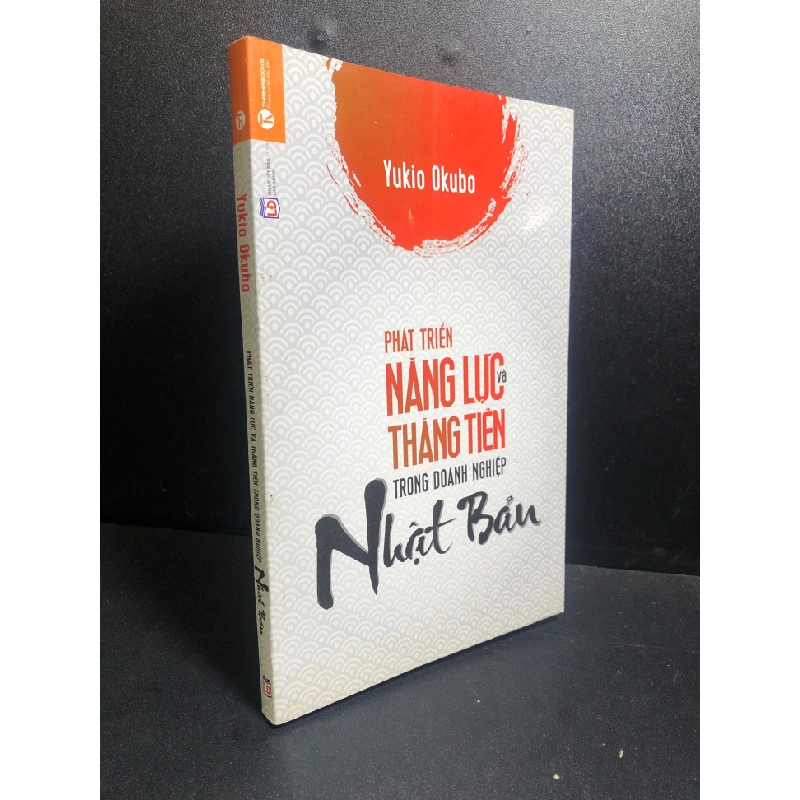 Yukio Okubo
PHÁT TRIỂN
NĂNG LỰC và
THĂNG TIẾN
TRONG DOANH NGHIỆP
Nhật Bản
Yukio Okubo
PHÁT TRIỂN NĂNG LỰC VÀ THĂNG TIẾN TRONG DOANH NGHIỆP Nhật Bản